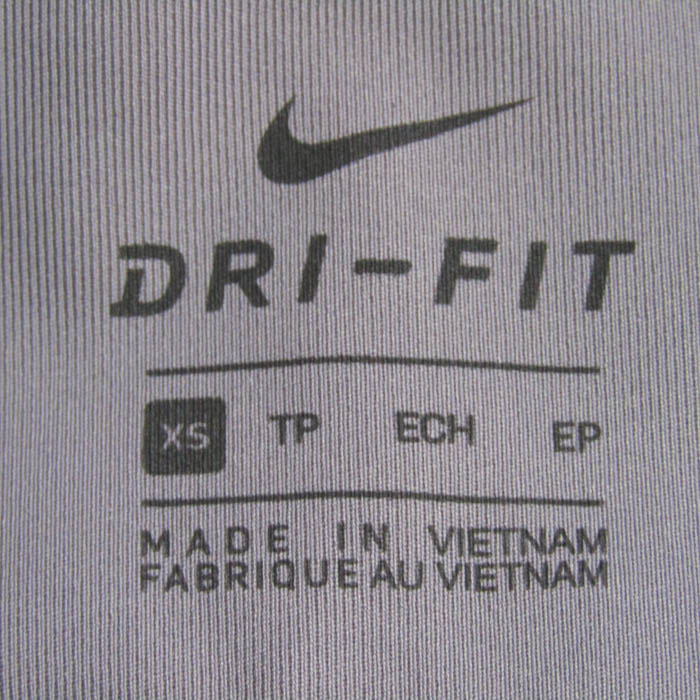 DRI-FIT
XS TP ECH EP
MADE IN VIETNAM
FABRIQUE AU VIETNAM